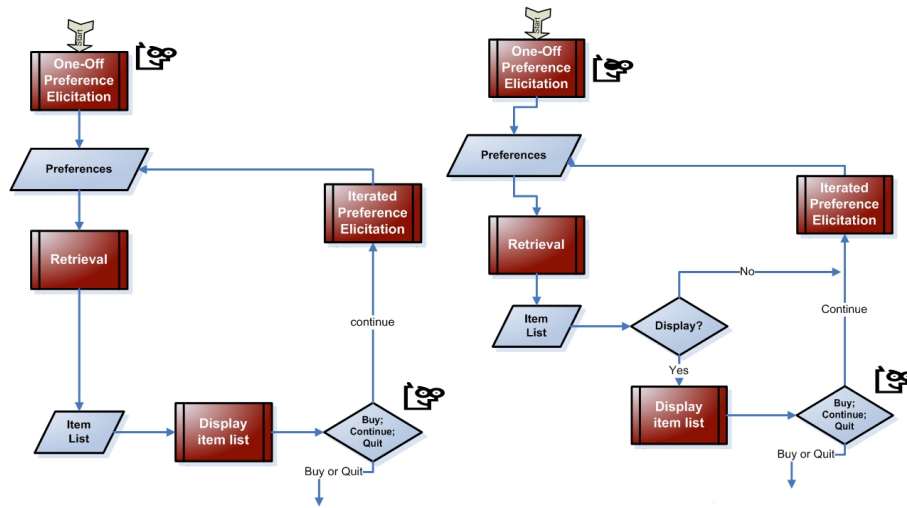 Start
One-Off
Preference
Elicitation
Preferences
Retrieval
Iterated
Preference
Elicitation
continue
Item
List
Display
item list
Buy;
Continue;
Quit
Buy or Quit
Start
One-Off
Preference
Elicitation
Preferences
Retrieval
Iterated
Preference
Elicitation
No
Continue
Item
List
Display?
Yes
Display
item list
Buy;
Continue;
Quit
Buy or Quit